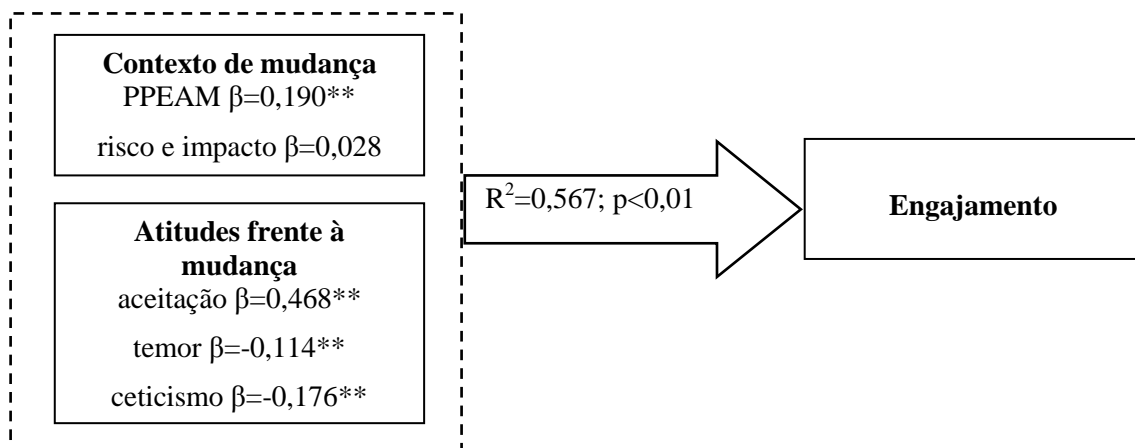 Contexto de mudança
PPEAM β=0,190**
risco e impacto β=0,028
Atitudes frente à
mudança
aceitação β=0,468**
temor β=-0,114**
ceticismo β=-0,176**
R²=0,567; p<0,01
Engajamento